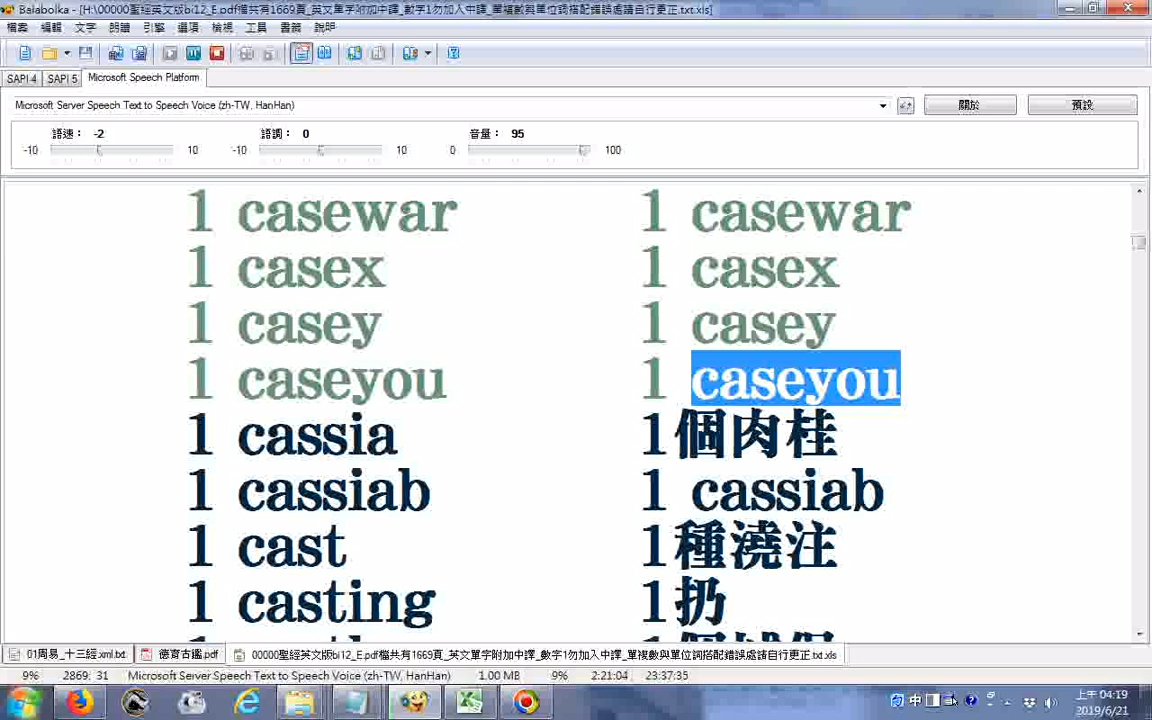 Balabolka - [H:\00000聖經英文版bi12_E.pdf檔共有1669頁_英文單字附加中譯_數字1勿加入中譯_單複數與單位詞搭配錯誤處請自行更正.txt.xls]
檔案 編輯 文字 朗讀 引擎 選項 檢視 工具 書籤 說明
SAPI 4 SAPI 5 Microsoft Speech Platform
Microsoft Server Speech Text to Speech Voice (zh-TW, HanHan) 關於 預設
語速： -2 語調： 0 音量： 95
-10 10 -10 10 0 100
1 casewar 1 casewar
1 casex 1 casex
1 casey 1 casey
1 caseyou 1 caseyou
1 cassia 1個肉桂
1 cassiab 1 cassiab
1 cast 1種澆注
1 casting 1扔
01周易_十三經.xml.txt 德育古鑑.pdf 00000聖經英文版bi12_E.pdf檔共有1669頁_英文單字附加中譯_數字1勿加入中譯_單複數與單位詞搭配錯誤處請自行更正.txt.xls
9% 2869: 31 Microsoft Server Speech Text to Speech Voice (zh-TW, HanHan) 1.00 MB 9% 2:21:04 23:37:35
中 上午 04:19
2019/6/21